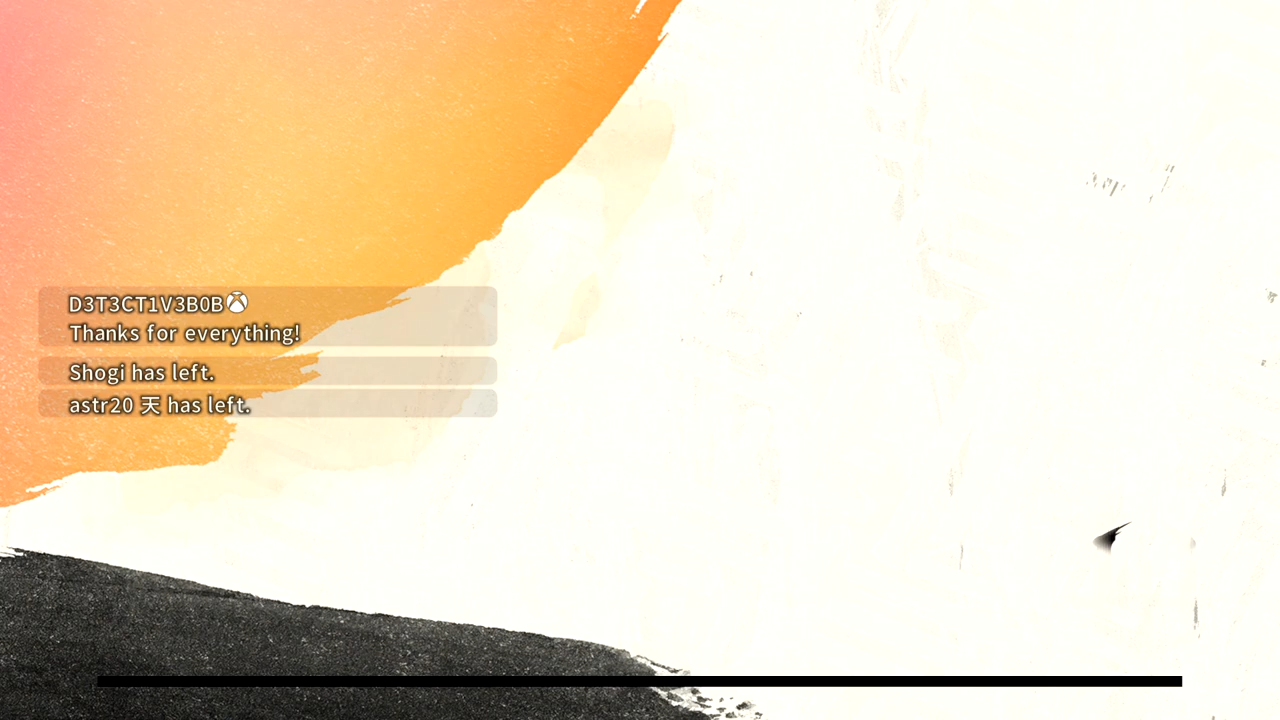 D3T3CT1V3B0B
Thanks for everything!
Shogi has left.
astr20 天 has left.